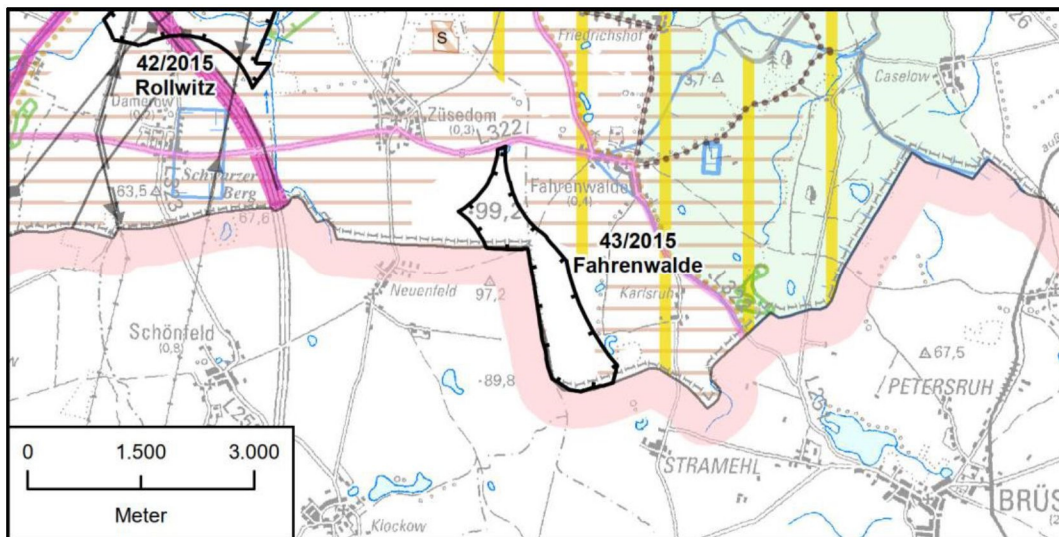 S
Friedrichshof
L26
42/2015
Rollwitz
3,7
Caselow
Damerow
(0,2)
Züsedom
(0,3)
L 322
Schwarzer
Berg
63,5
67,6
Fahrenwalde
(0,4)
99,2
43/2015
Fahrenwalde
Neuenfeld
97,2
Karlsruh
Schönfeld
(0,8)
89,8
67,5
PETERSRUH
0
1.500
3.000
Meter
STRAMEHL
Klockow
BRÜS